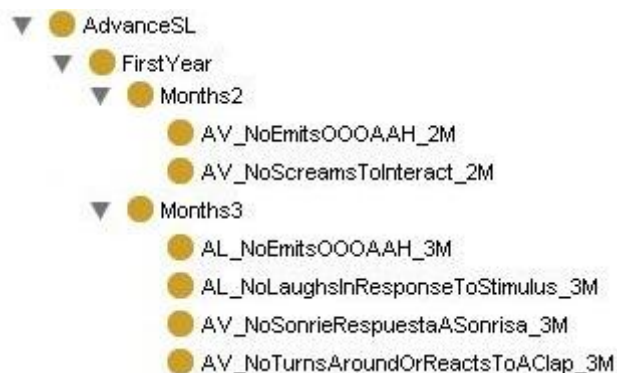 AdvanceSL
FirstYear
Months2
AV_NoEmitsOOOAAH_2M
AV_NoScreamsToInteract_2M
Months3
AL_NoEmitsOOOAAH_3M
AL_NoLaughsInResponseToStimulus_3M
AV_NoSonrieRespuestaASonrisa_3M
AV_NoTurnsAroundOrReactsToAClap_3M